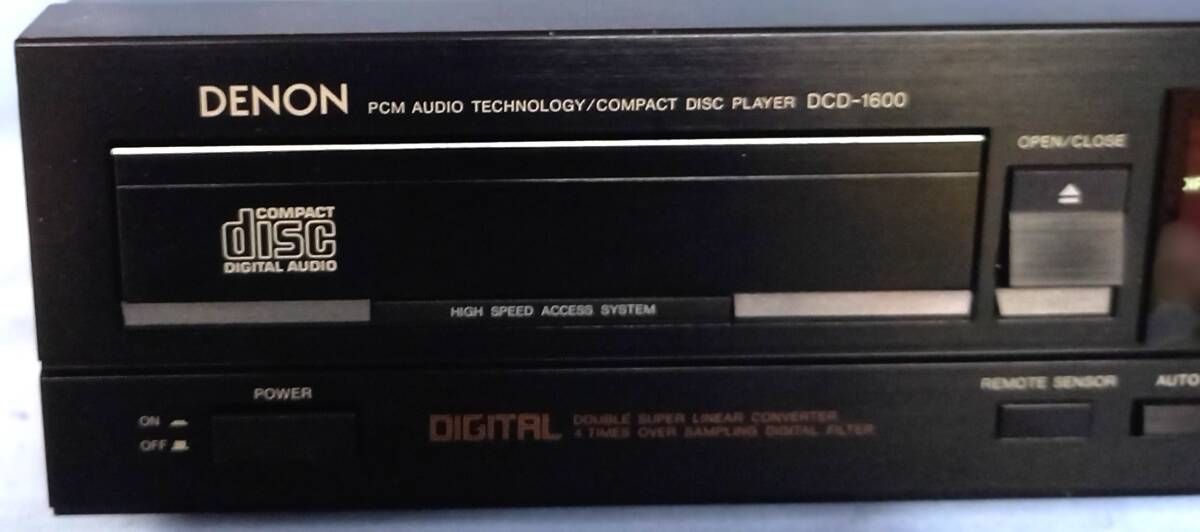 DENON PCM AUDIO TECHNOLOGY/COMPACT DISC PLAYER DCD-1600
OPEN/CLOSE
COMPACT
disc
DIGITAL AUDIO
HIGH SPEED ACCESS SYSTEM
POWER
ON
OFF
DIGITAL
DOUBLE SUPER LINEAR CONVERTER
4 TIMES OVER SAMPLING DIGITAL FILTER
REMOTE SENSOR
AUTO